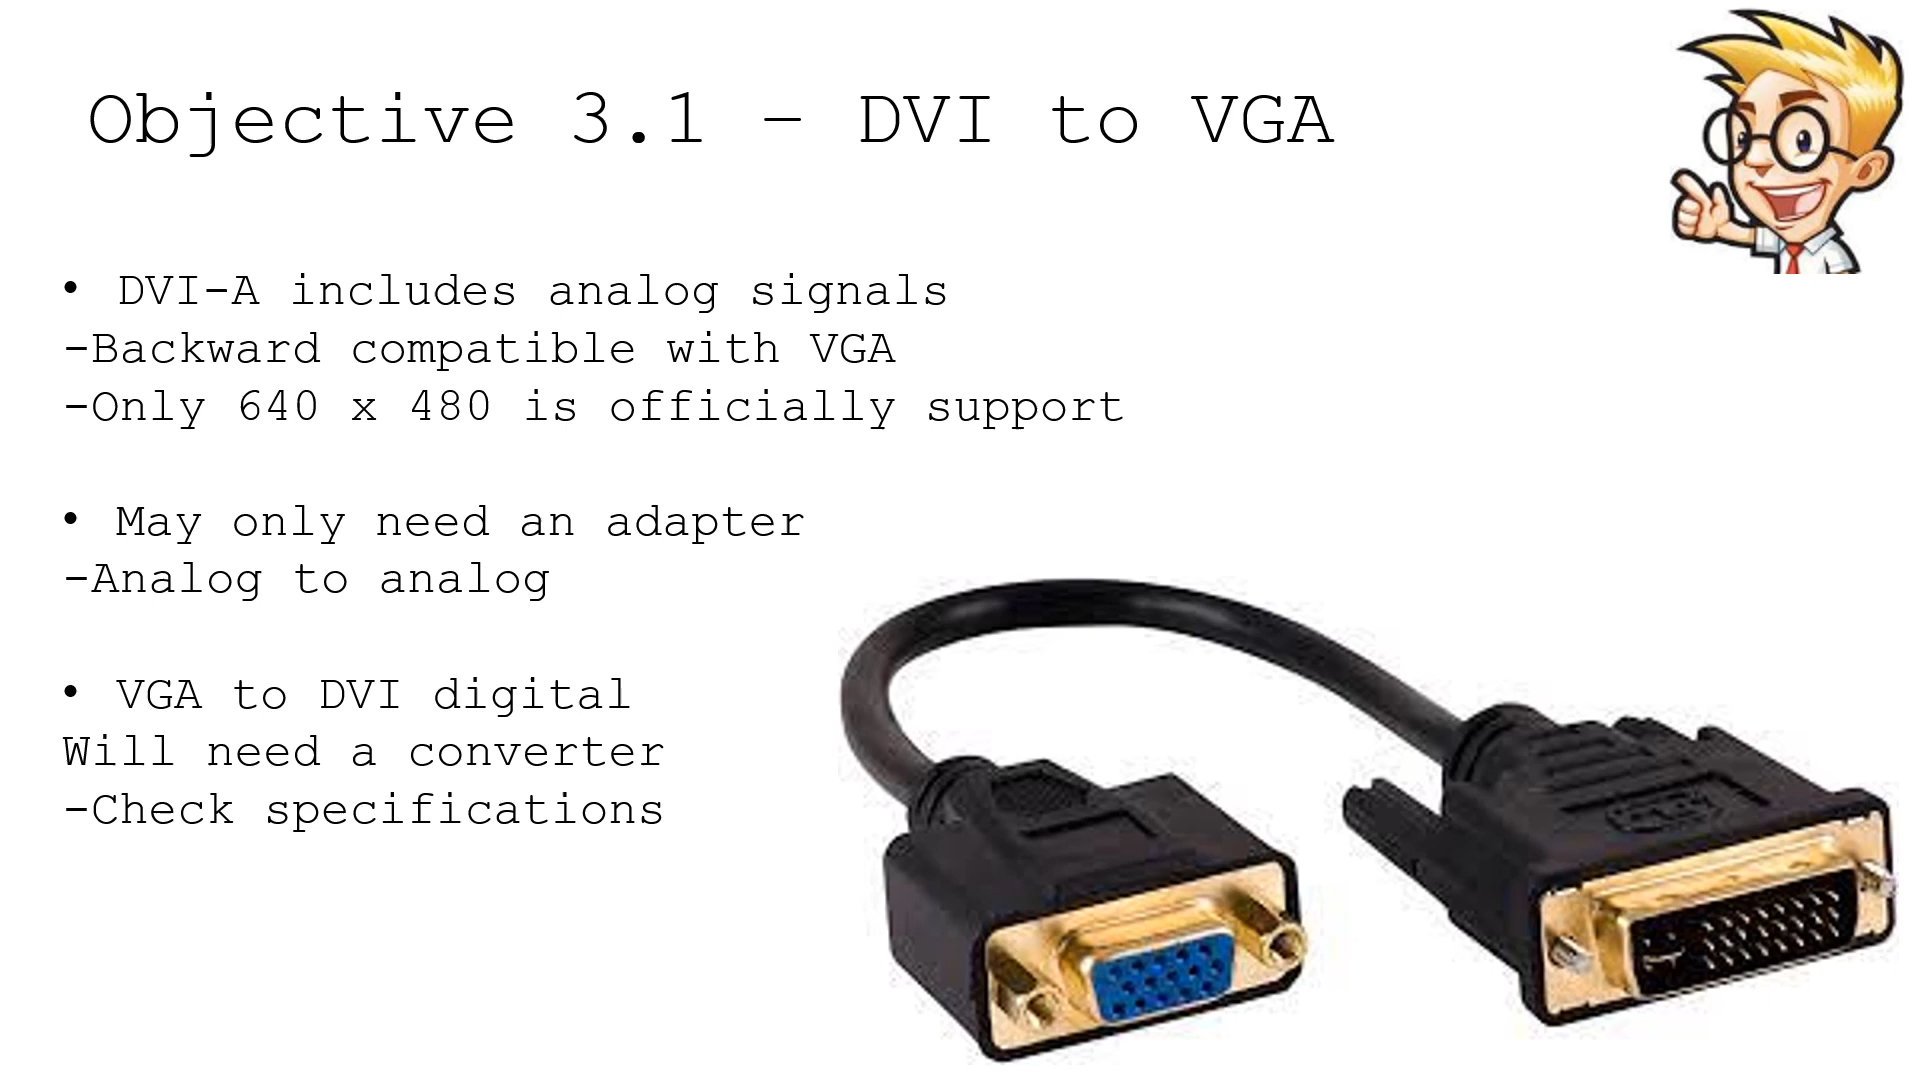 Objective 3.1 – DVI to VGA
• DVI-A includes analog signals
-Backward compatible with VGA
-Only 640 x 480 is officially support
• May only need an adapter
-Analog to analog
• VGA to DVI digital
Will need a converter
-Check specifications